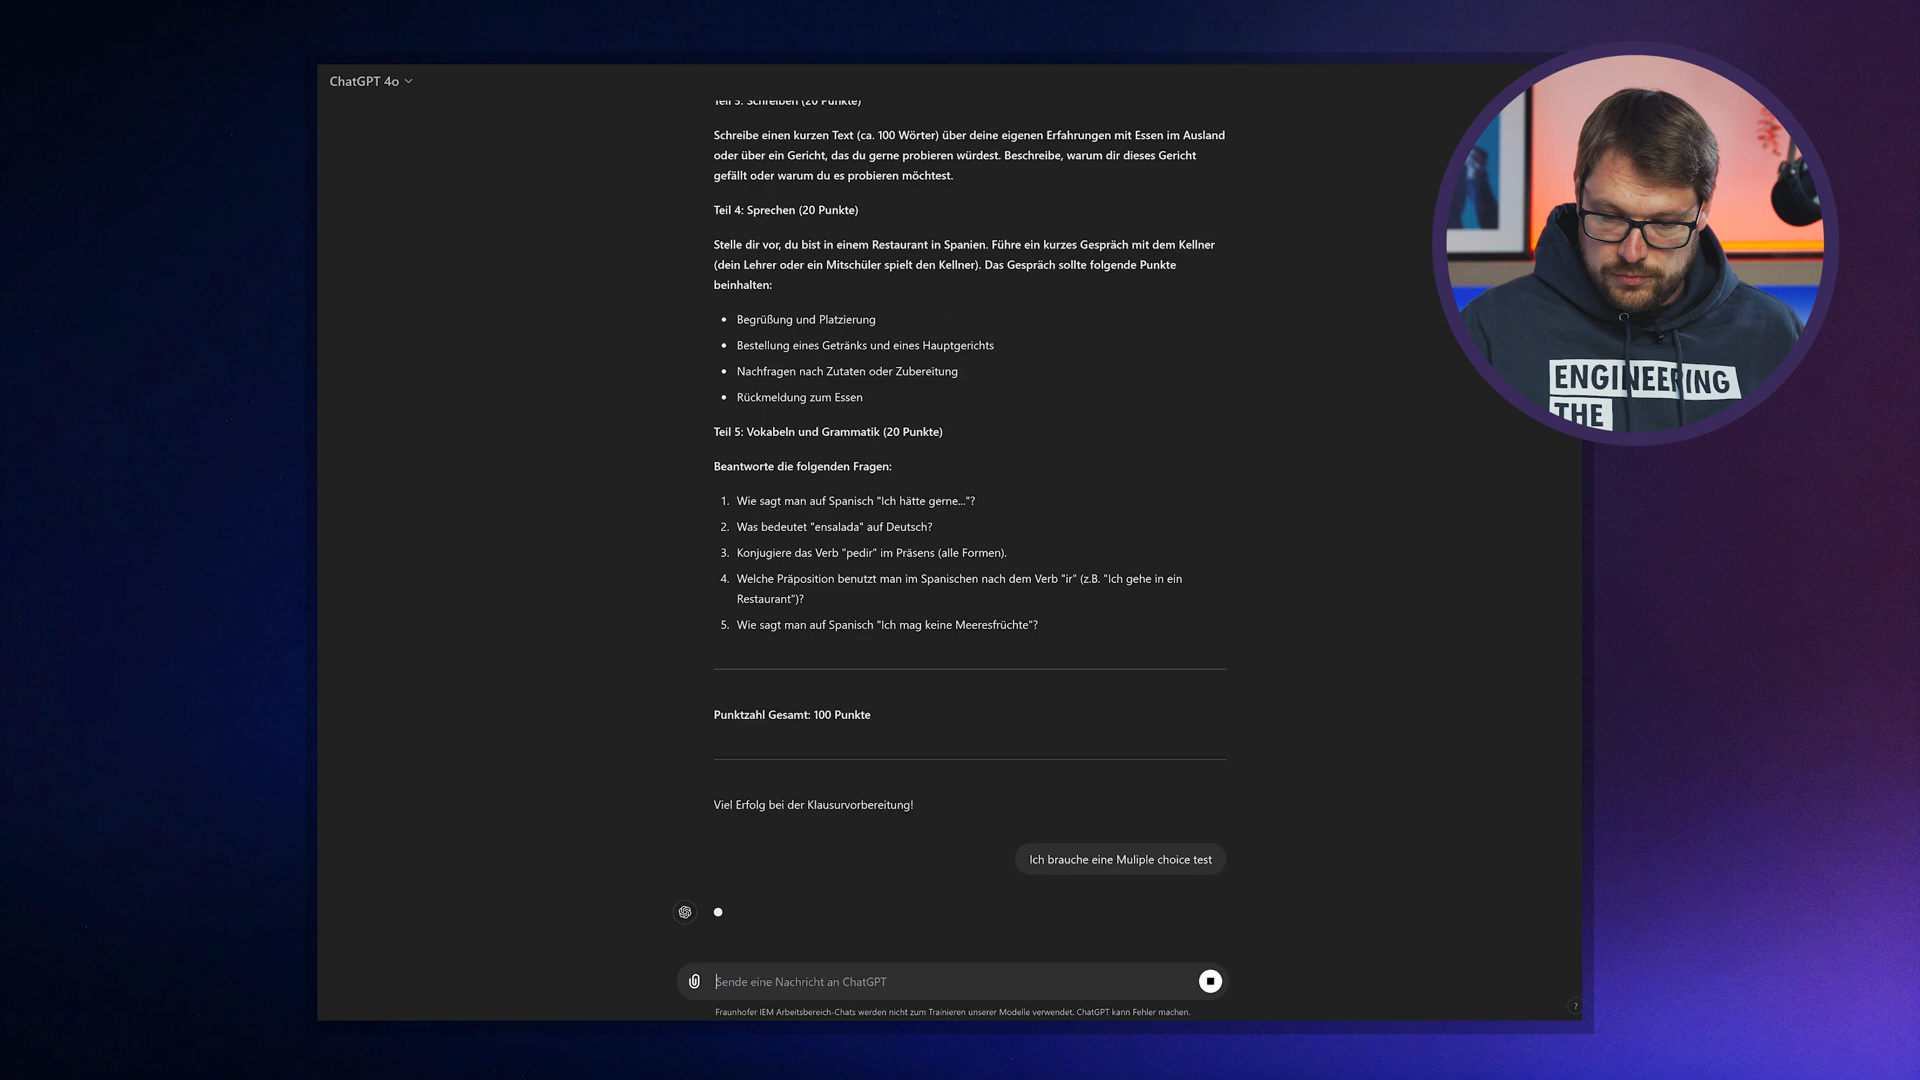 ChatGPT 4o
Teil 3: Schreiben (20 Punkte)
Schreibe einen kurzen Text (ca. 100 Wörter) über deine eigenen Erfahrungen mit Essen im Ausland
oder über ein Gericht, das du gerne probieren würdest. Beschreibe, warum dir dieses Gericht
gefällt oder warum du es probieren möchtest.
Teil 4: Sprechen (20 Punkte)
Stelle dir vor, du bist in einem Restaurant in Spanien. Führe ein kurzes Gespräch mit dem Kellner
(dein Lehrer oder ein Mitschüler spielt den Kellner). Das Gespräch sollte folgende Punkte
beinhalten:
• Begrüßung und Platzierung
• Bestellung eines Getränks und eines Hauptgerichts
• Nachfragen nach Zutaten oder Zubereitung
• Rückmeldung zum Essen
Teil 5: Vokabeln und Grammatik (20 Punkte)
Beantworte die folgenden Fragen:
1. Wie sagt man auf Spanisch "Ich hätte gerne..."?
2. Was bedeutet "ensalada" auf Deutsch?
3. Konjugiere das Verb "pedir" im Präsens (alle Formen).
4. Welche Präposition benutzt man im Spanischen nach dem Verb "ir" (z.B. "Ich gehe in ein
Restaurant")?
5. Wie sagt man auf Spanisch "Ich mag keine Meeresfrüchte"?
Punktzahl Gesamt: 100 Punkte
Viel Erfolg bei der Klausurvorbereitung!
Ich brauche eine Muliple choice test
Sende eine Nachricht an ChatGPT
Fraunhofer IEM Arbeitsbereich-Chats werden nicht zum Trainieren unserer Modelle verwendet. ChatGPT kann Fehler machen.
?
ENGINEERING
THE